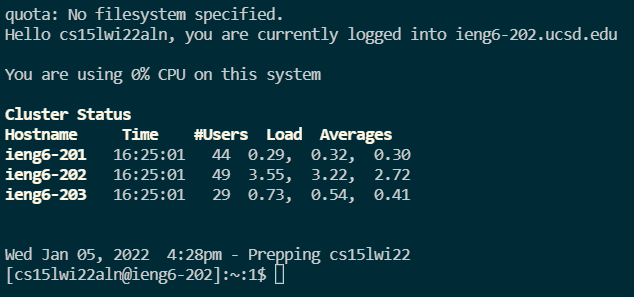 quota: No filesystem specified.
Hello cs15lwi22aln, you are currently logged into ieng6-202.ucsd.edu
You are using 0% CPU on this system
Cluster Status
Hostname     Time    #Users  Load  Averages
ieng6-201   16:25:01   44  0.29,  0.32,  0.30
ieng6-202   16:25:01   49  3.55,  3.22,  2.72
ieng6-203   16:25:01   29  0.73,  0.54,  0.41
Wed Jan 05, 2022  4:28pm - Prepping cs15lwi22
[cs15lwi22aln@ieng6-202]:~:1$